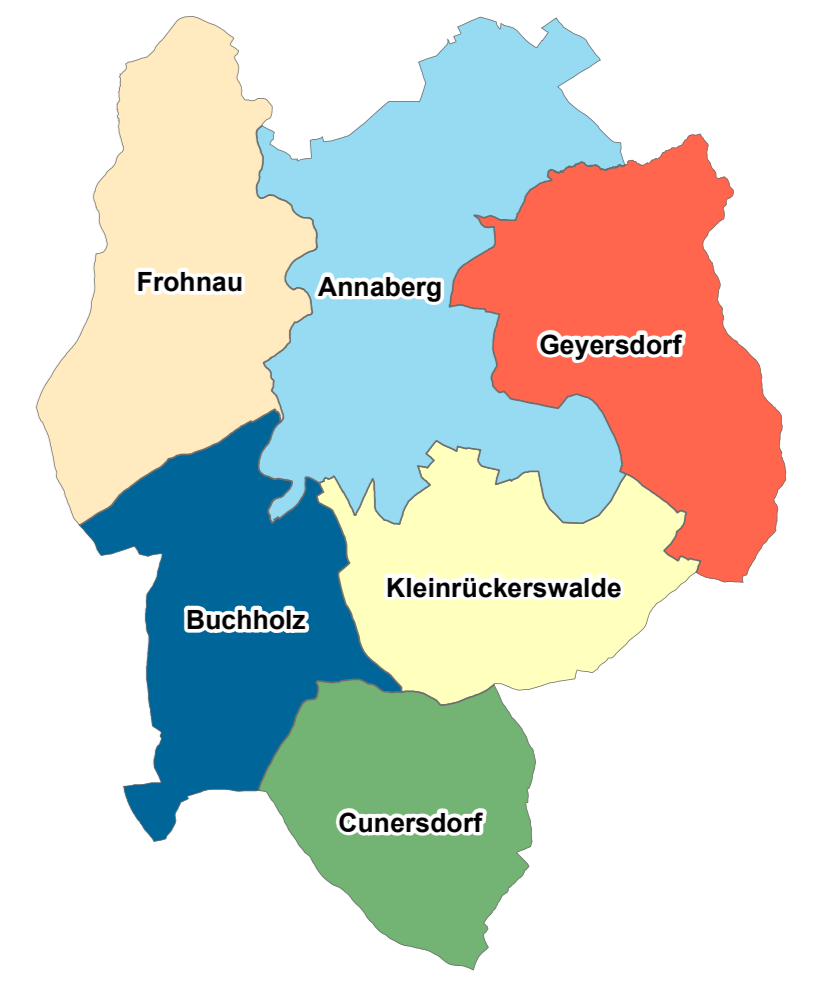 Frohnau
Annaberg
Geyersdorf
Kleinrückerswalde
Buchholz
Cunersdorf